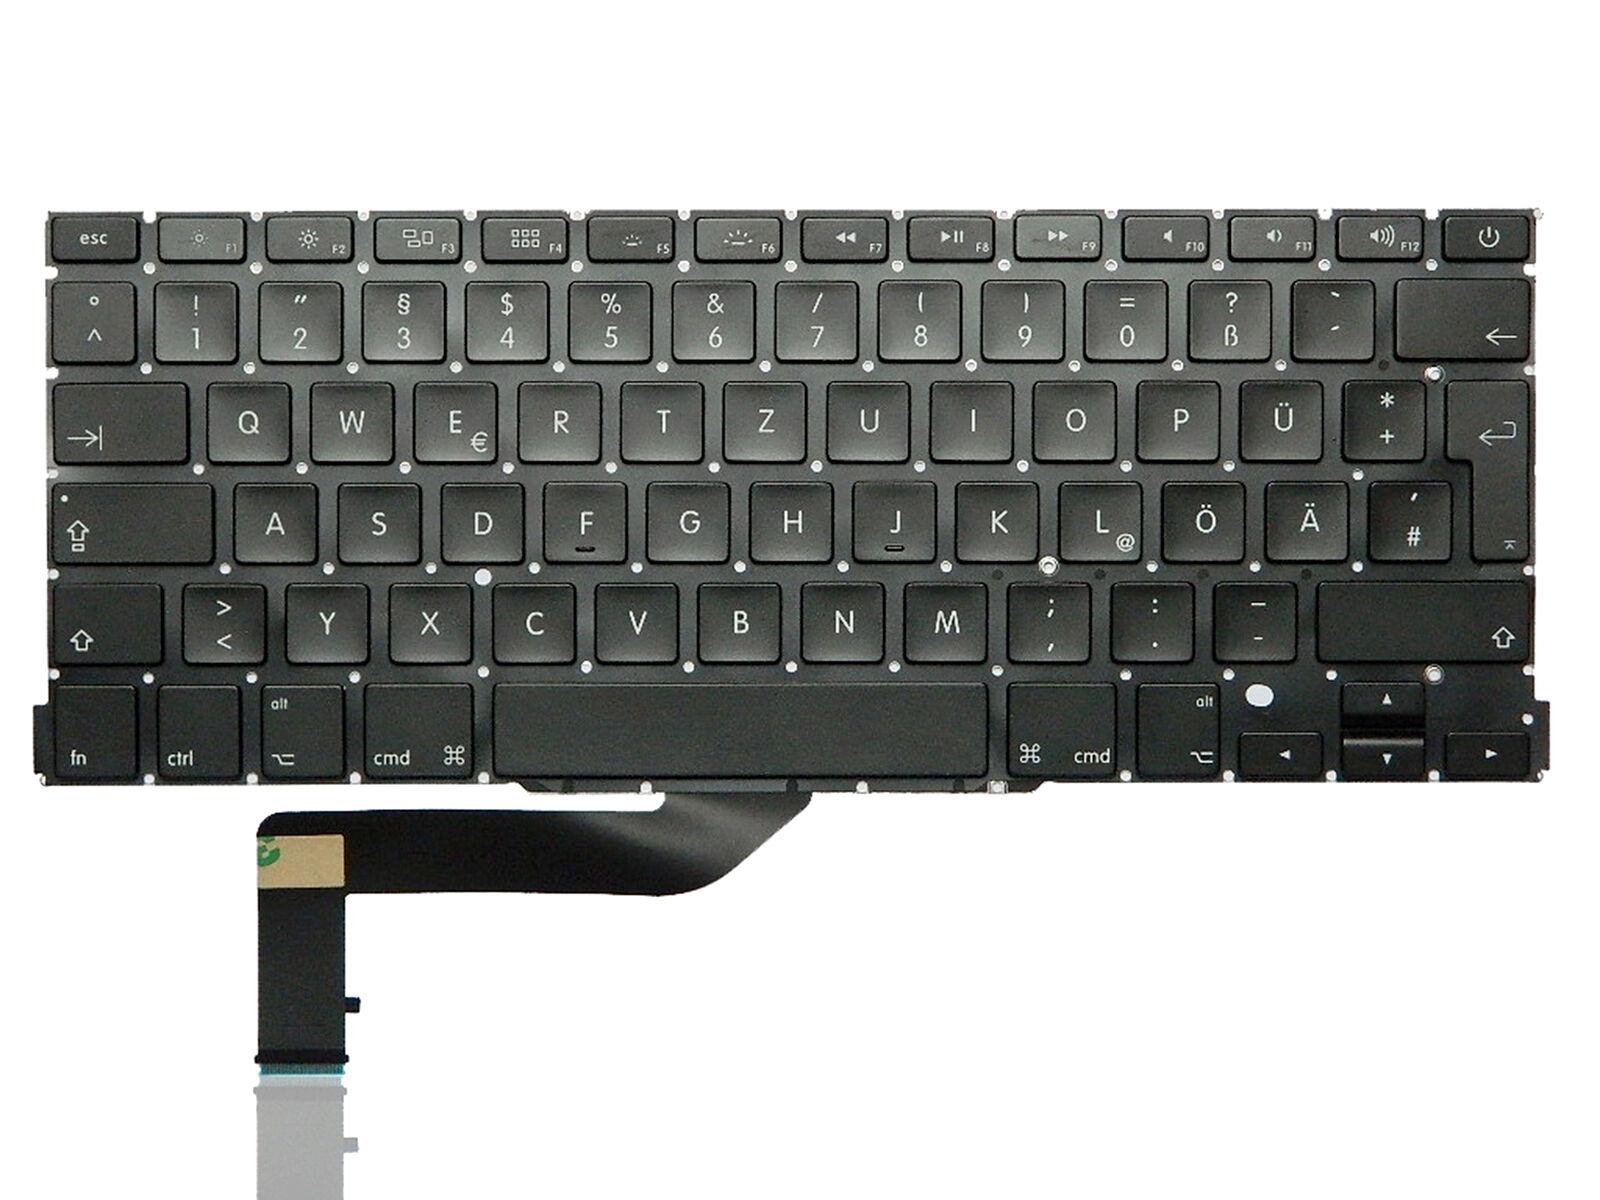 esc F1 F2 F3 F4 F5 F6 F7 F8 F9 F10 F11 F12
° ! " § $ % & / ( ) = ? `
^ 1 2 3 4 5 6 7 8 9 0 ß ´
Q W E € R T Z U I O P Ü * +
A S D F G H J K L @ Ö Ä ' #
> < Y X C V B N M ; , : . _ -
alt alt
fn ctrl ⌥ cmd ⌘ ⌘ cmd ⌥